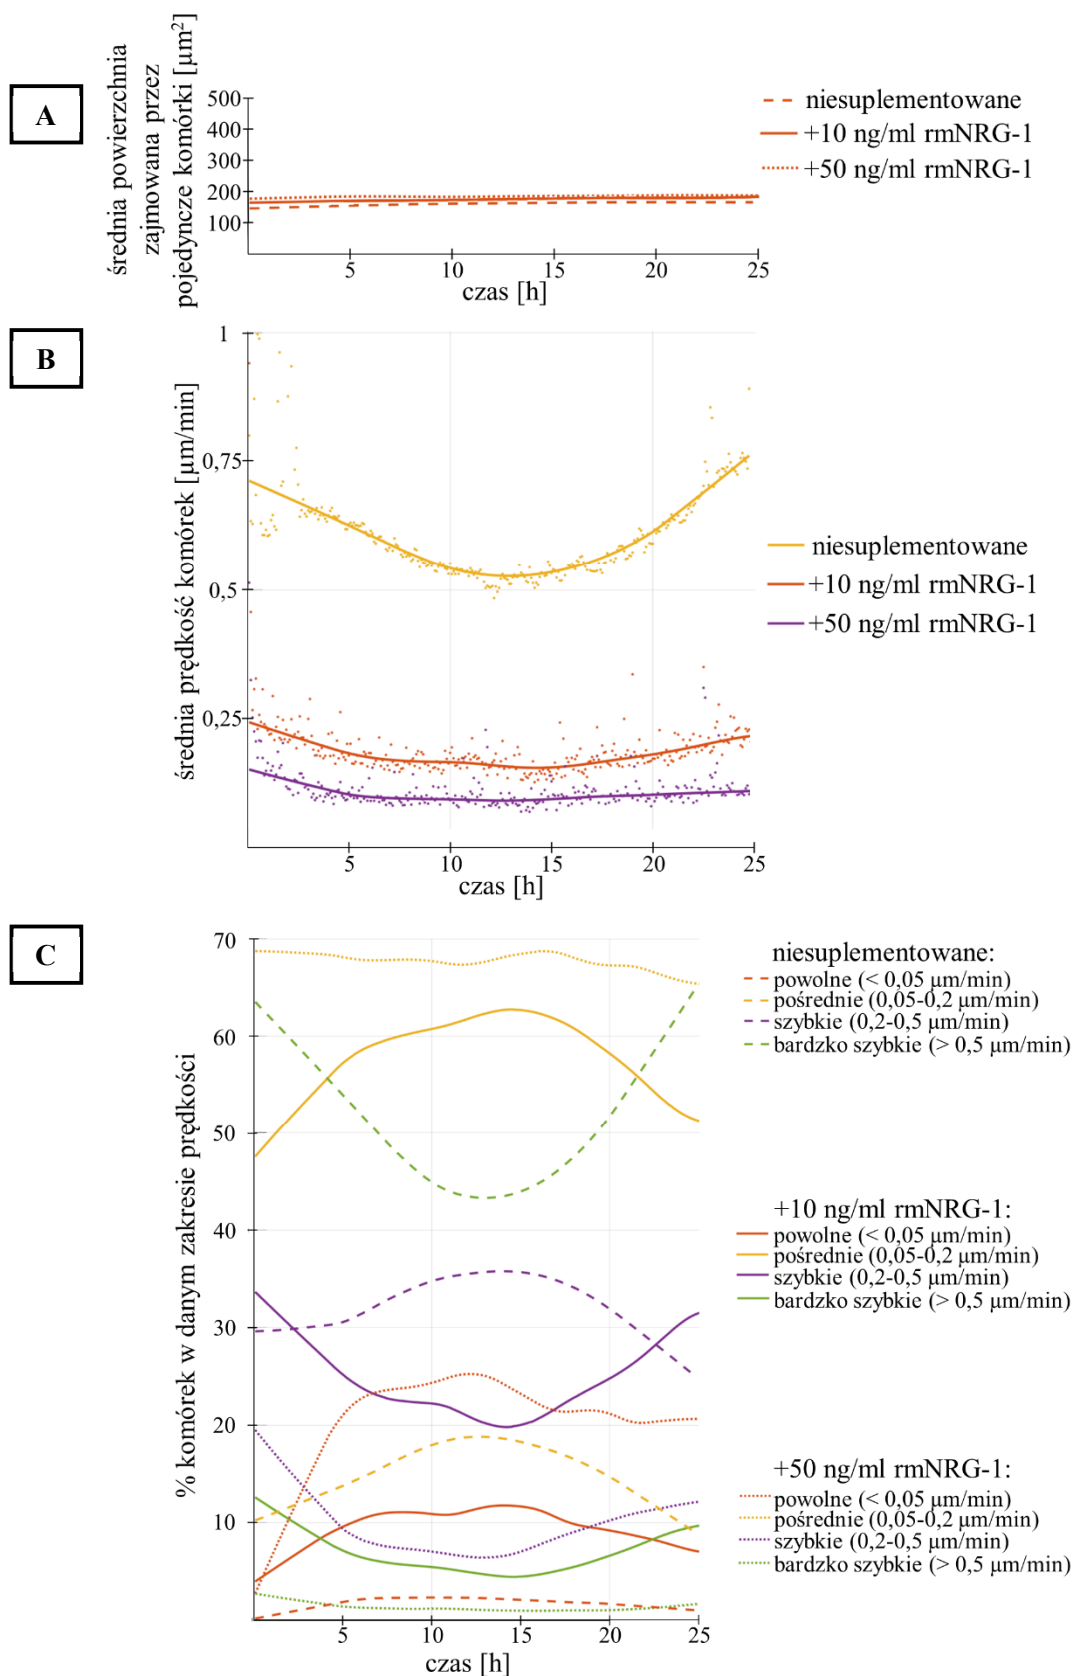 A
średnia powierzchnia
zajmowana przez
pojedyncze komórki [µm²]
500
400
300
200
100
5
10
15
20
25
czas [h]
niesuplementowane
+10 ng/ml rmNRG-1
+50 ng/ml rmNRG-1
B
średnia prędkość komórek [µm/min]
1
0,75
0,5
0,25
5
10
15
20
25
czas [h]
niesuplementowane
+10 ng/ml rmNRG-1
+50 ng/ml rmNRG-1
C
% komórek w danym zakresie prędkości
70
60
50
40
30
20
10
5
10
15
20
25
czas [h]
niesuplementowane:
powolne (< 0,05 µm/min)
pośrednie (0,05-0,2 µm/min)
szybkie (0,2-0,5 µm/min)
bardzko szybkie (> 0,5 µm/min)
+10 ng/ml rmNRG-1:
powolne (< 0,05 µm/min)
pośrednie (0,05-0,2 µm/min)
szybkie (0,2-0,5 µm/min)
bardzko szybkie (> 0,5 µm/min)
+50 ng/ml rmNRG-1:
powolne (< 0,05 µm/min)
pośrednie (0,05-0,2 µm/min)
szybkie (0,2-0,5 µm/min)
bardzko szybkie (> 0,5 µm/min)